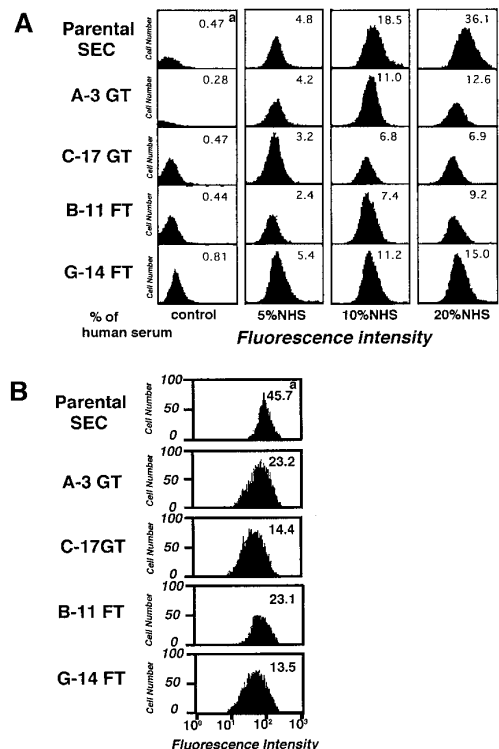 A
Parental SEC
Cell Number
0.47 a
4.8
18.5
36.1
A-3 GT
Cell Number
0.28
4.2
11.0
12.6
C-17 GT
Cell Number
0.47
3.2
6.8
6.9
B-11 FT
Cell Number
0.44
2.4
7.4
9.2
G-14 FT
Cell Number
0.81
5.4
11.2
15.0
% of human serum
control
5%NHS
10%NHS
20%NHS
Fluorescence intensity
B
Parental SEC
Cell Number
100
50
0
a
45.7
A-3 GT
Cell Number
100
50
0
23.2
C-17GT
Cell Number
100
50
0
14.4
B-11 FT
Cell Number
100
50
0
23.1
G-14 FT
Cell Number
100
50
0
13.5
10⁰ 10¹ 10² 10³
Fluorescence Intensity